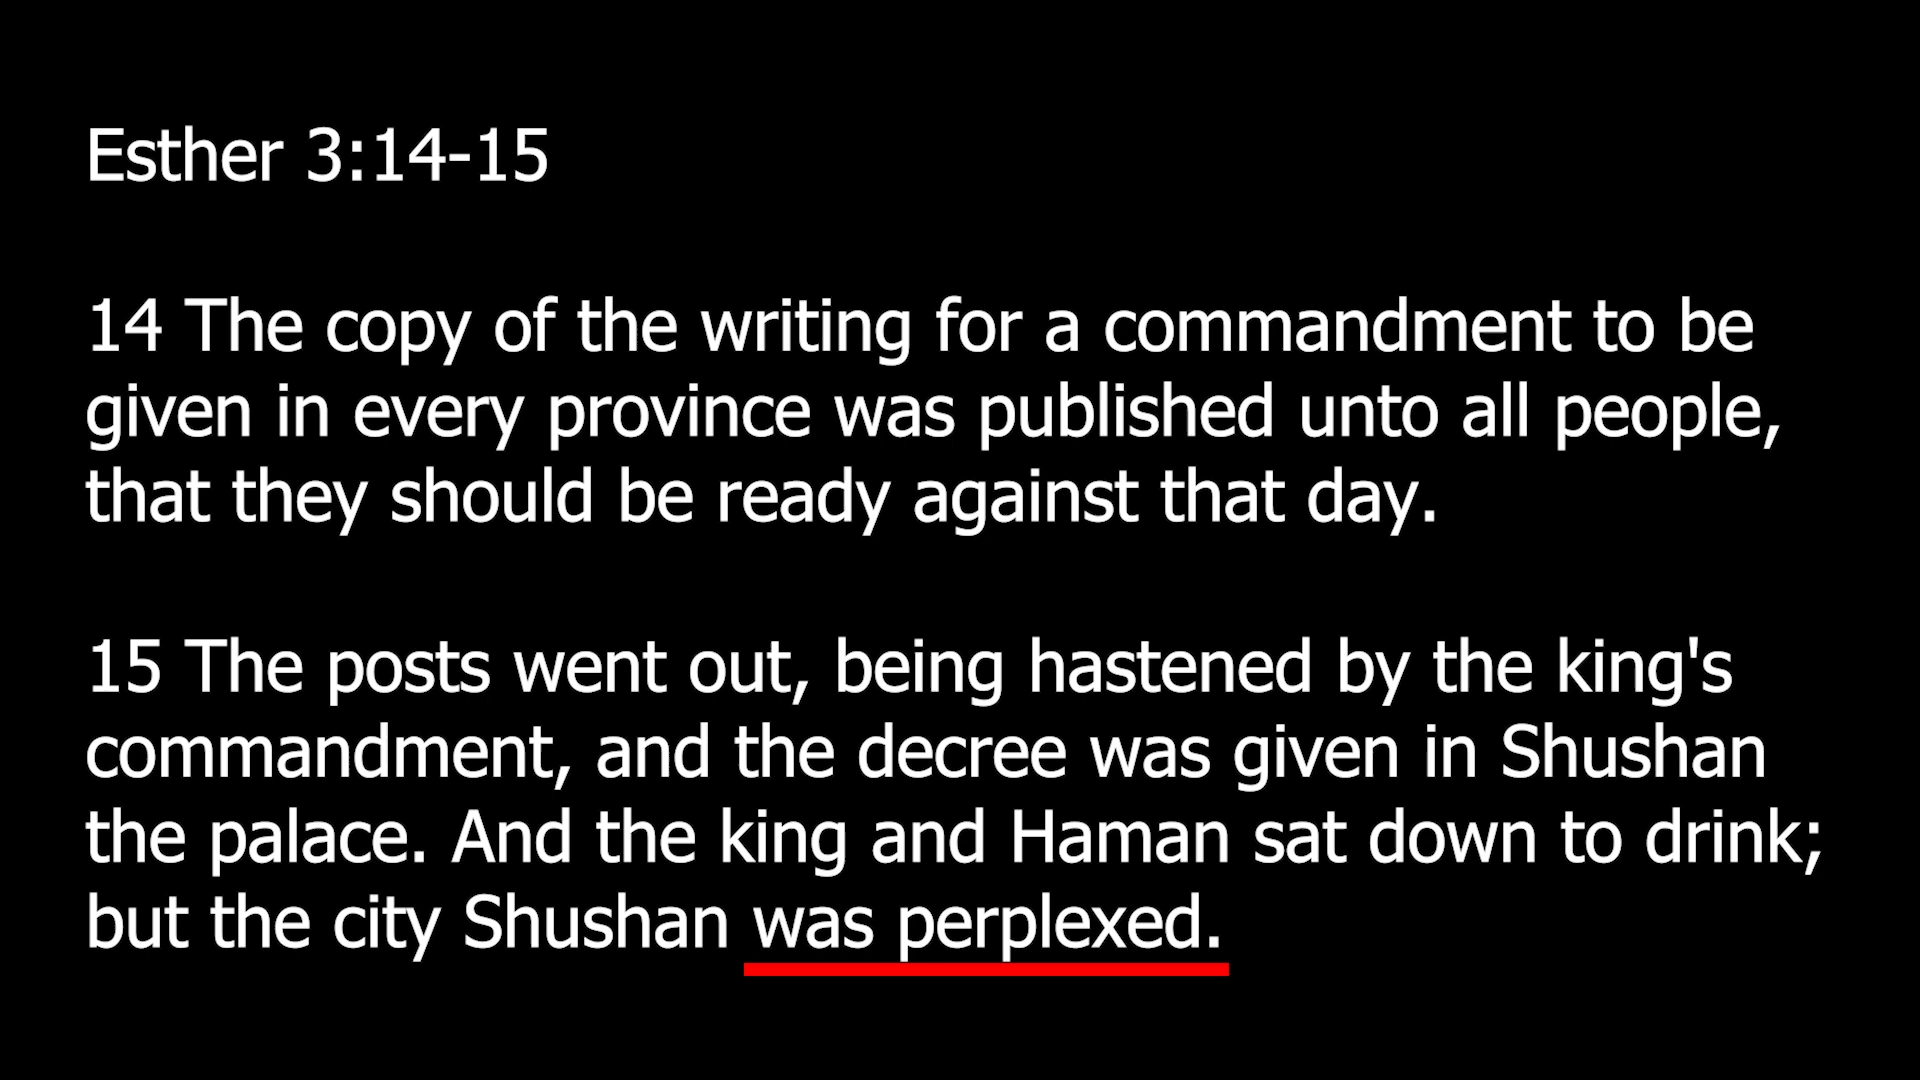 Esther 3:14-15
14 The copy of the writing for a commandment to be
given in every province was published unto all people,
that they should be ready against that day.
15 The posts went out, being hastened by the king's
commandment, and the decree was given in Shushan
the palace. And the king and Haman sat down to drink;
but the city Shushan was perplexed.